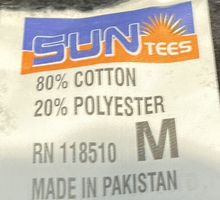 SUN TEES
80% COTTON
20% POLYESTER
RN 118510 M
MADE IN PAKISTAN